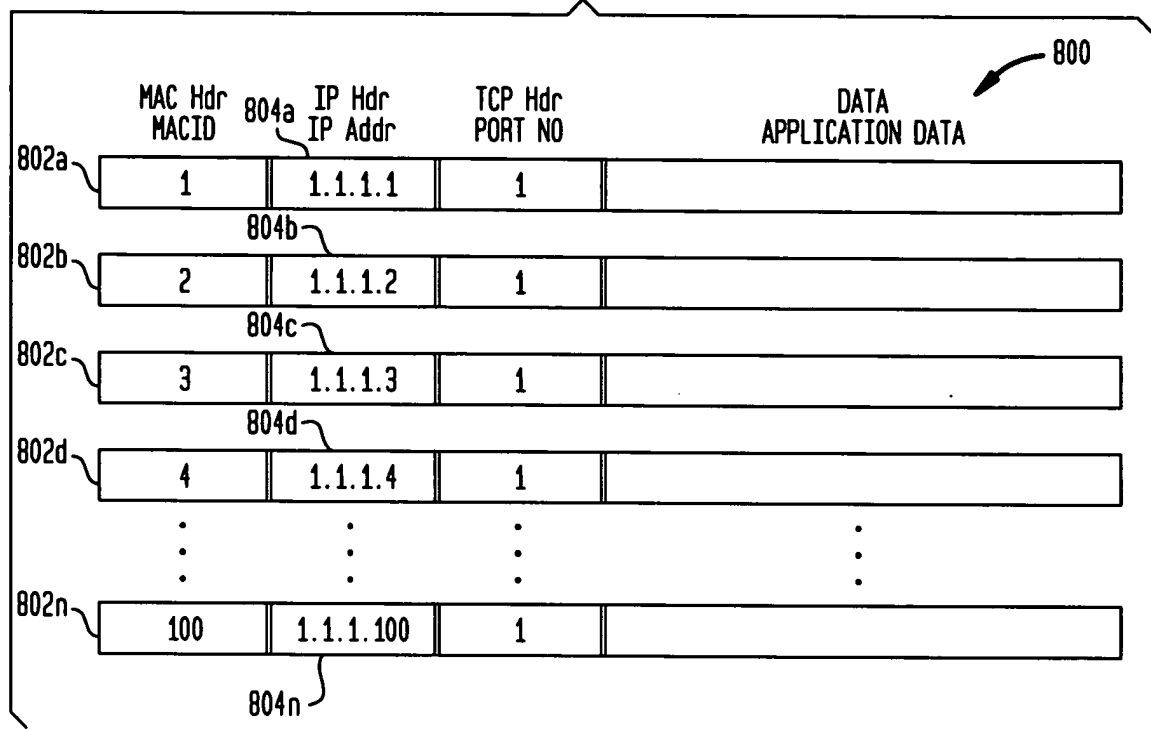 800
MAC Hdr
MACID
804a
IP Hdr
IP Addr
TCP Hdr
PORT NO
DATA
APPLICATION DATA
802a
1
1.1.1.1
1
804b
802b
2
1.1.1.2
1
804c
802c
3
1.1.1.3
1
804d
802d
4
1.1.1.4
1
802n
100
1.1.1.100
1
804n